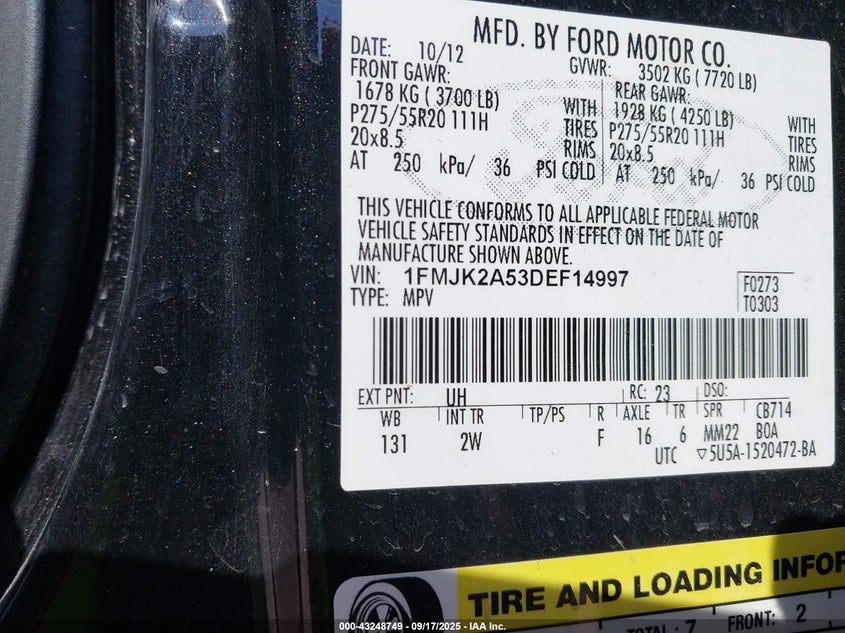 MFD. BY FORD MOTOR CO.
DATE: 10/12 GVWR: 3502 KG ( 7720 LB)
FRONT GAWR: REAR GAWR:
1678 KG ( 3700 LB) WITH 1928 KG ( 4250 LB) WITH
P275/55R20 111H TIRES P275/55R20 111H TIRES
20x8.5 RIMS 20x8.5 RIMS
AT 250 kPa/ 36 PSI COLD AT 250 kPa/ 36 PSI COLD
THIS VEHICLE CONFORMS TO ALL APPLICABLE FEDERAL MOTOR
VEHICLE SAFETY STANDARDS IN EFFECT ON THE DATE OF
MANUFACTURE SHOWN ABOVE.
VIN: 1FMJK2A53DEF14997 F0273
TYPE: MPV T0303
EXT PNT: UH RC: 23 DSO:
WB INT TR TP/PS R AXLE TR SPR CB714
131 2W F 16 6 MM22 BOA
UTC ▽5U5A-1520472-BA
TIRE AND LOADING INFOR
TOTAL: 7 FRONT: 2
000-43248749 - 09/17/2025 - IAA Inc.